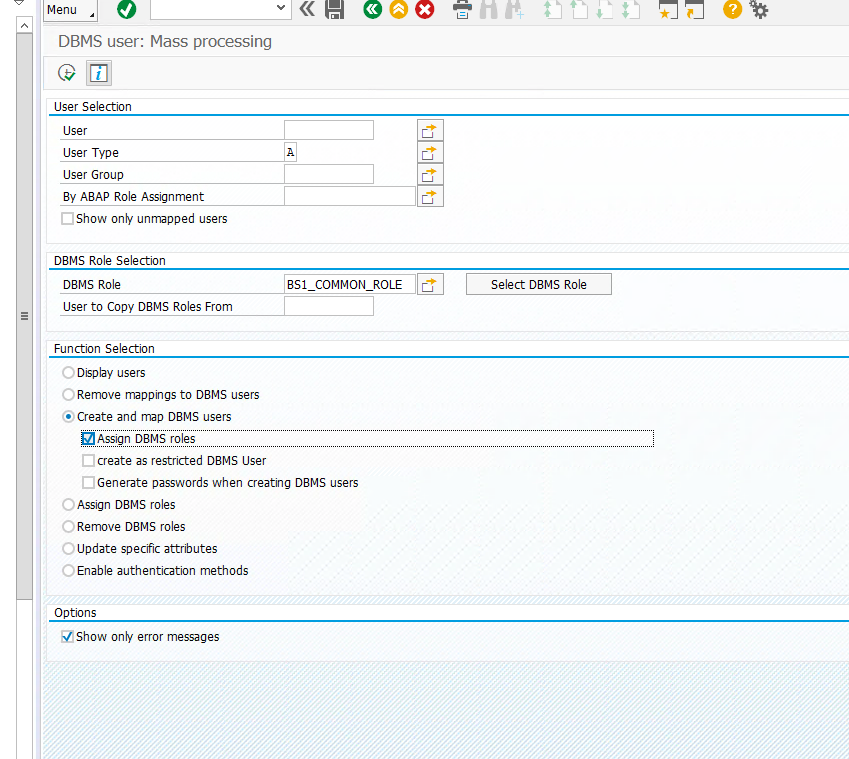 Menu
DBMS user: Mass processing
User Selection
User
User Type A
User Group
By ABAP Role Assignment
Show only unmapped users
DBMS Role Selection
DBMS Role BS1_COMMON_ROLE Select DBMS Role
User to Copy DBMS Roles From
Function Selection
Display users
Remove mappings to DBMS users
Create and map DBMS users
Assign DBMS roles
create as restricted DBMS User
Generate passwords when creating DBMS users
Assign DBMS roles
Remove DBMS roles
Update specific attributes
Enable authentication methods
Options
Show only error messages